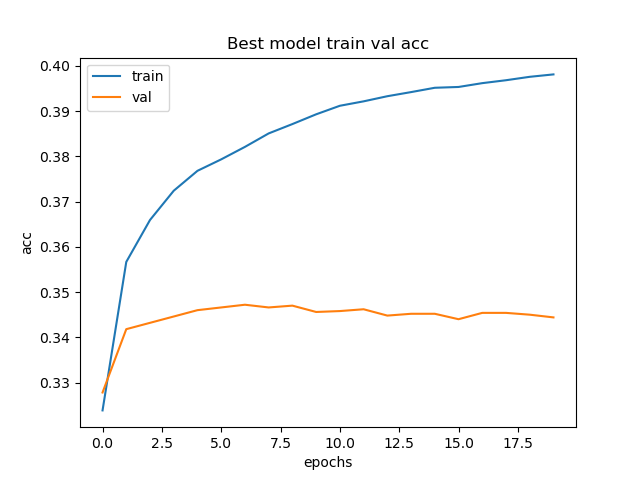 Best model train val acc
train
val
0.40
0.39
0.38
0.37
0.36
0.35
0.34
0.33
acc
0.0 2.5 5.0 7.5 10.0 12.5 15.0 17.5
epochs